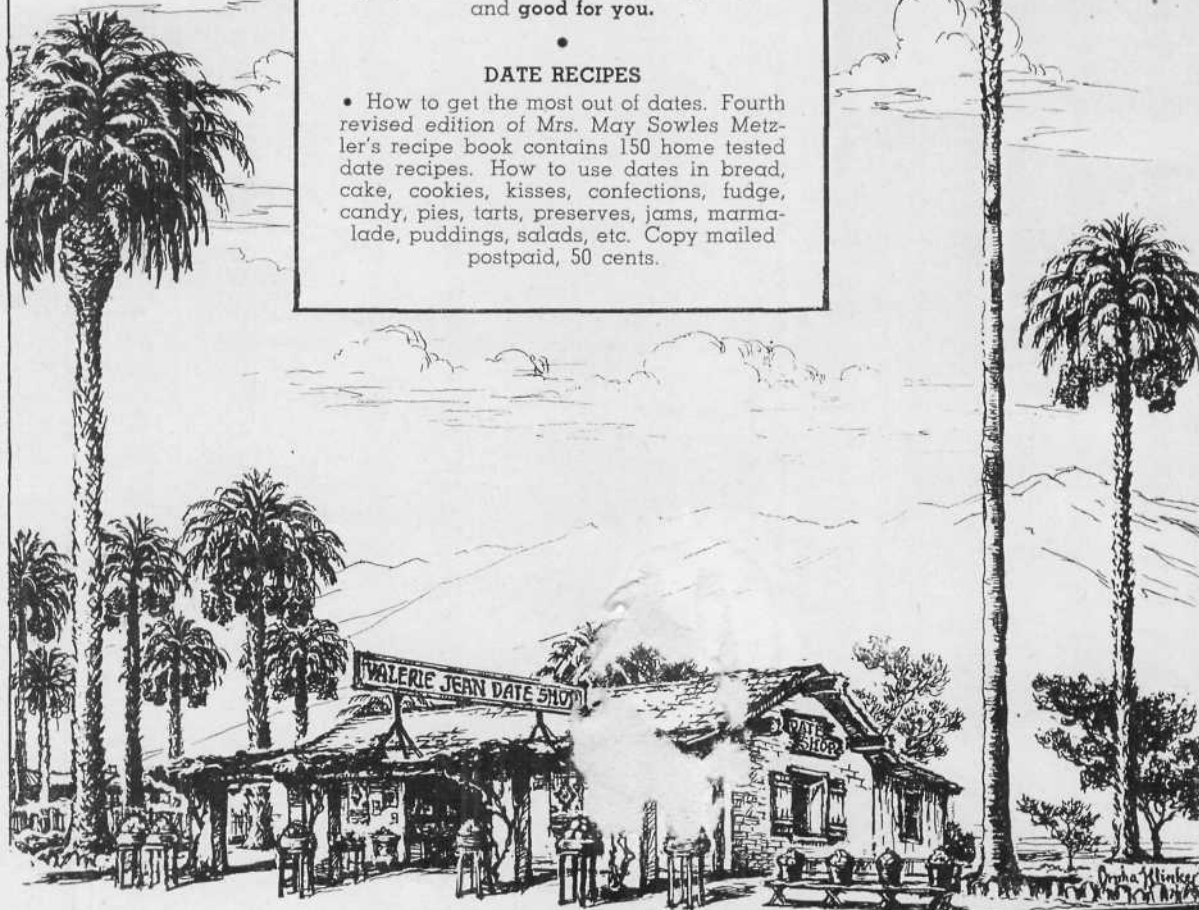 and good for you.
•
DATE RECIPES
• How to get the most out of dates. Fourth
revised edition of Mrs. May Sowles Metz-
ler's recipe book contains 150 home tested
date recipes. How to use dates in bread,
cake, cookies, kisses, confections, fudge,
candy, pies, tarts, preserves, jams, marma-
lade, puddings, salads, etc. Copy mailed
postpaid, 50 cents.
VALERIE JEAN DATE SHOP
DATE
SHOP
Orpha Klinker